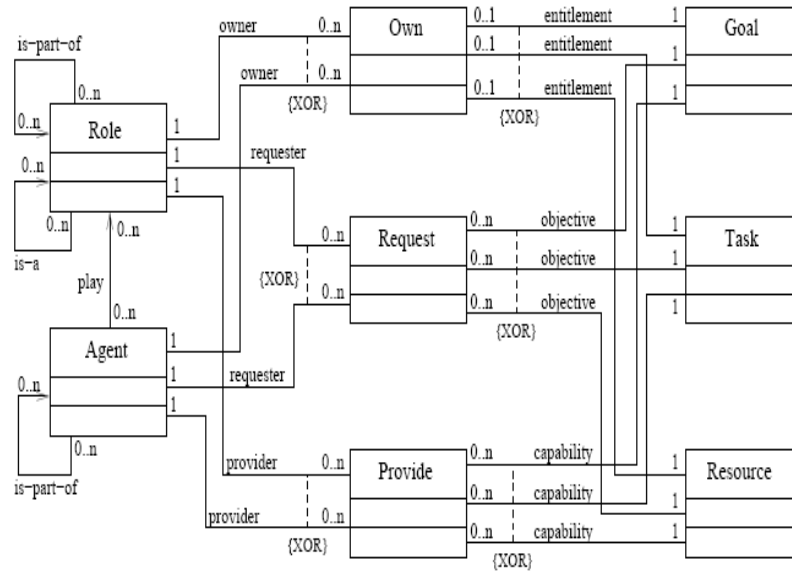 is-part-of
owner
0..n
Own
0..1
entitlement
1
Goal
0..n
0..1
entitlement
0..n
Role
1
owner
0..n
0..1
entitlement
1
{XOR}
{XOR}
1
0..n
1
requester
1
0..n
0..n
0..n
is-a
play
0..n
Request
0..n
objective
1
Task
{XOR}
0..n
objective
1
0..n
0..n
objective
1
{XOR}
0..n
Agent
1
0..n
1
requester
1
0..n
is-part-of
provider
0..n
Provide
0..n
capability
1
Resource
0..n
capability
1
provider
0..n
0..n
capability
1
{XOR}
{XOR}